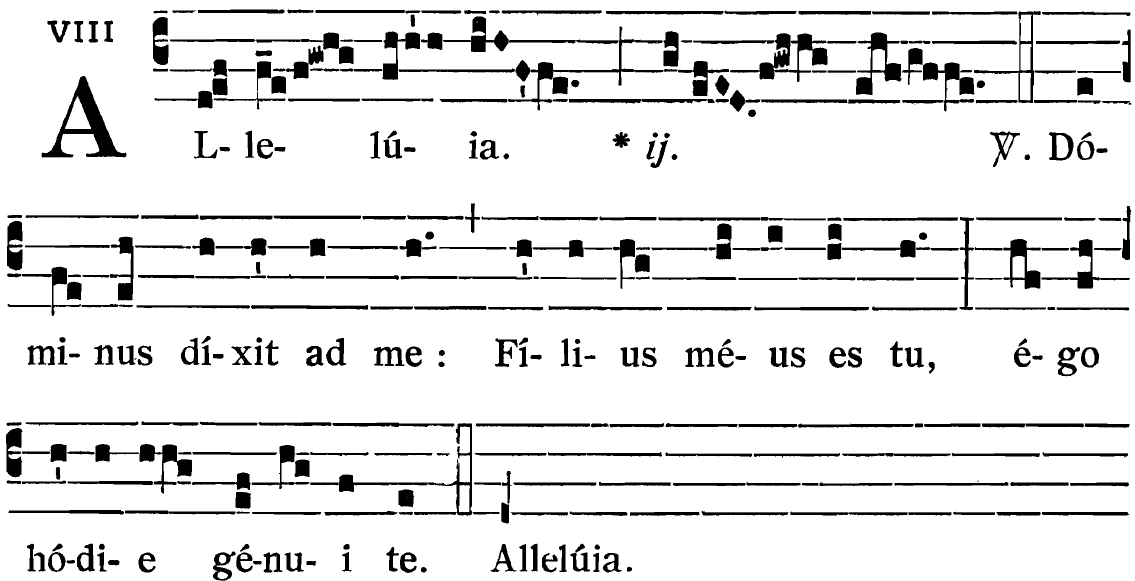 VIII
AL- le- lú- ia. * ij. ℣. Dó-
mi- nus dí- xit ad me : Fí- li- us mé- us es tu, é- go
hó-di- e gé-nu- i te. Allelúia.